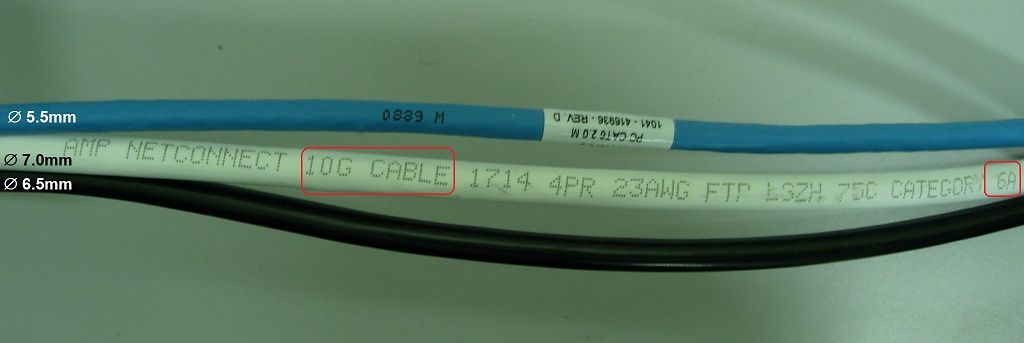 Ø 5.5mm
PC CAT6 2.0 M
1041 - 416936 - REV. D
Ø 7.0mm
AMP NETCONNECT 10G CABLE 1714 4PR 23AWG FTP LSZH 75C CATEGORY 6A
Ø 6.5mm